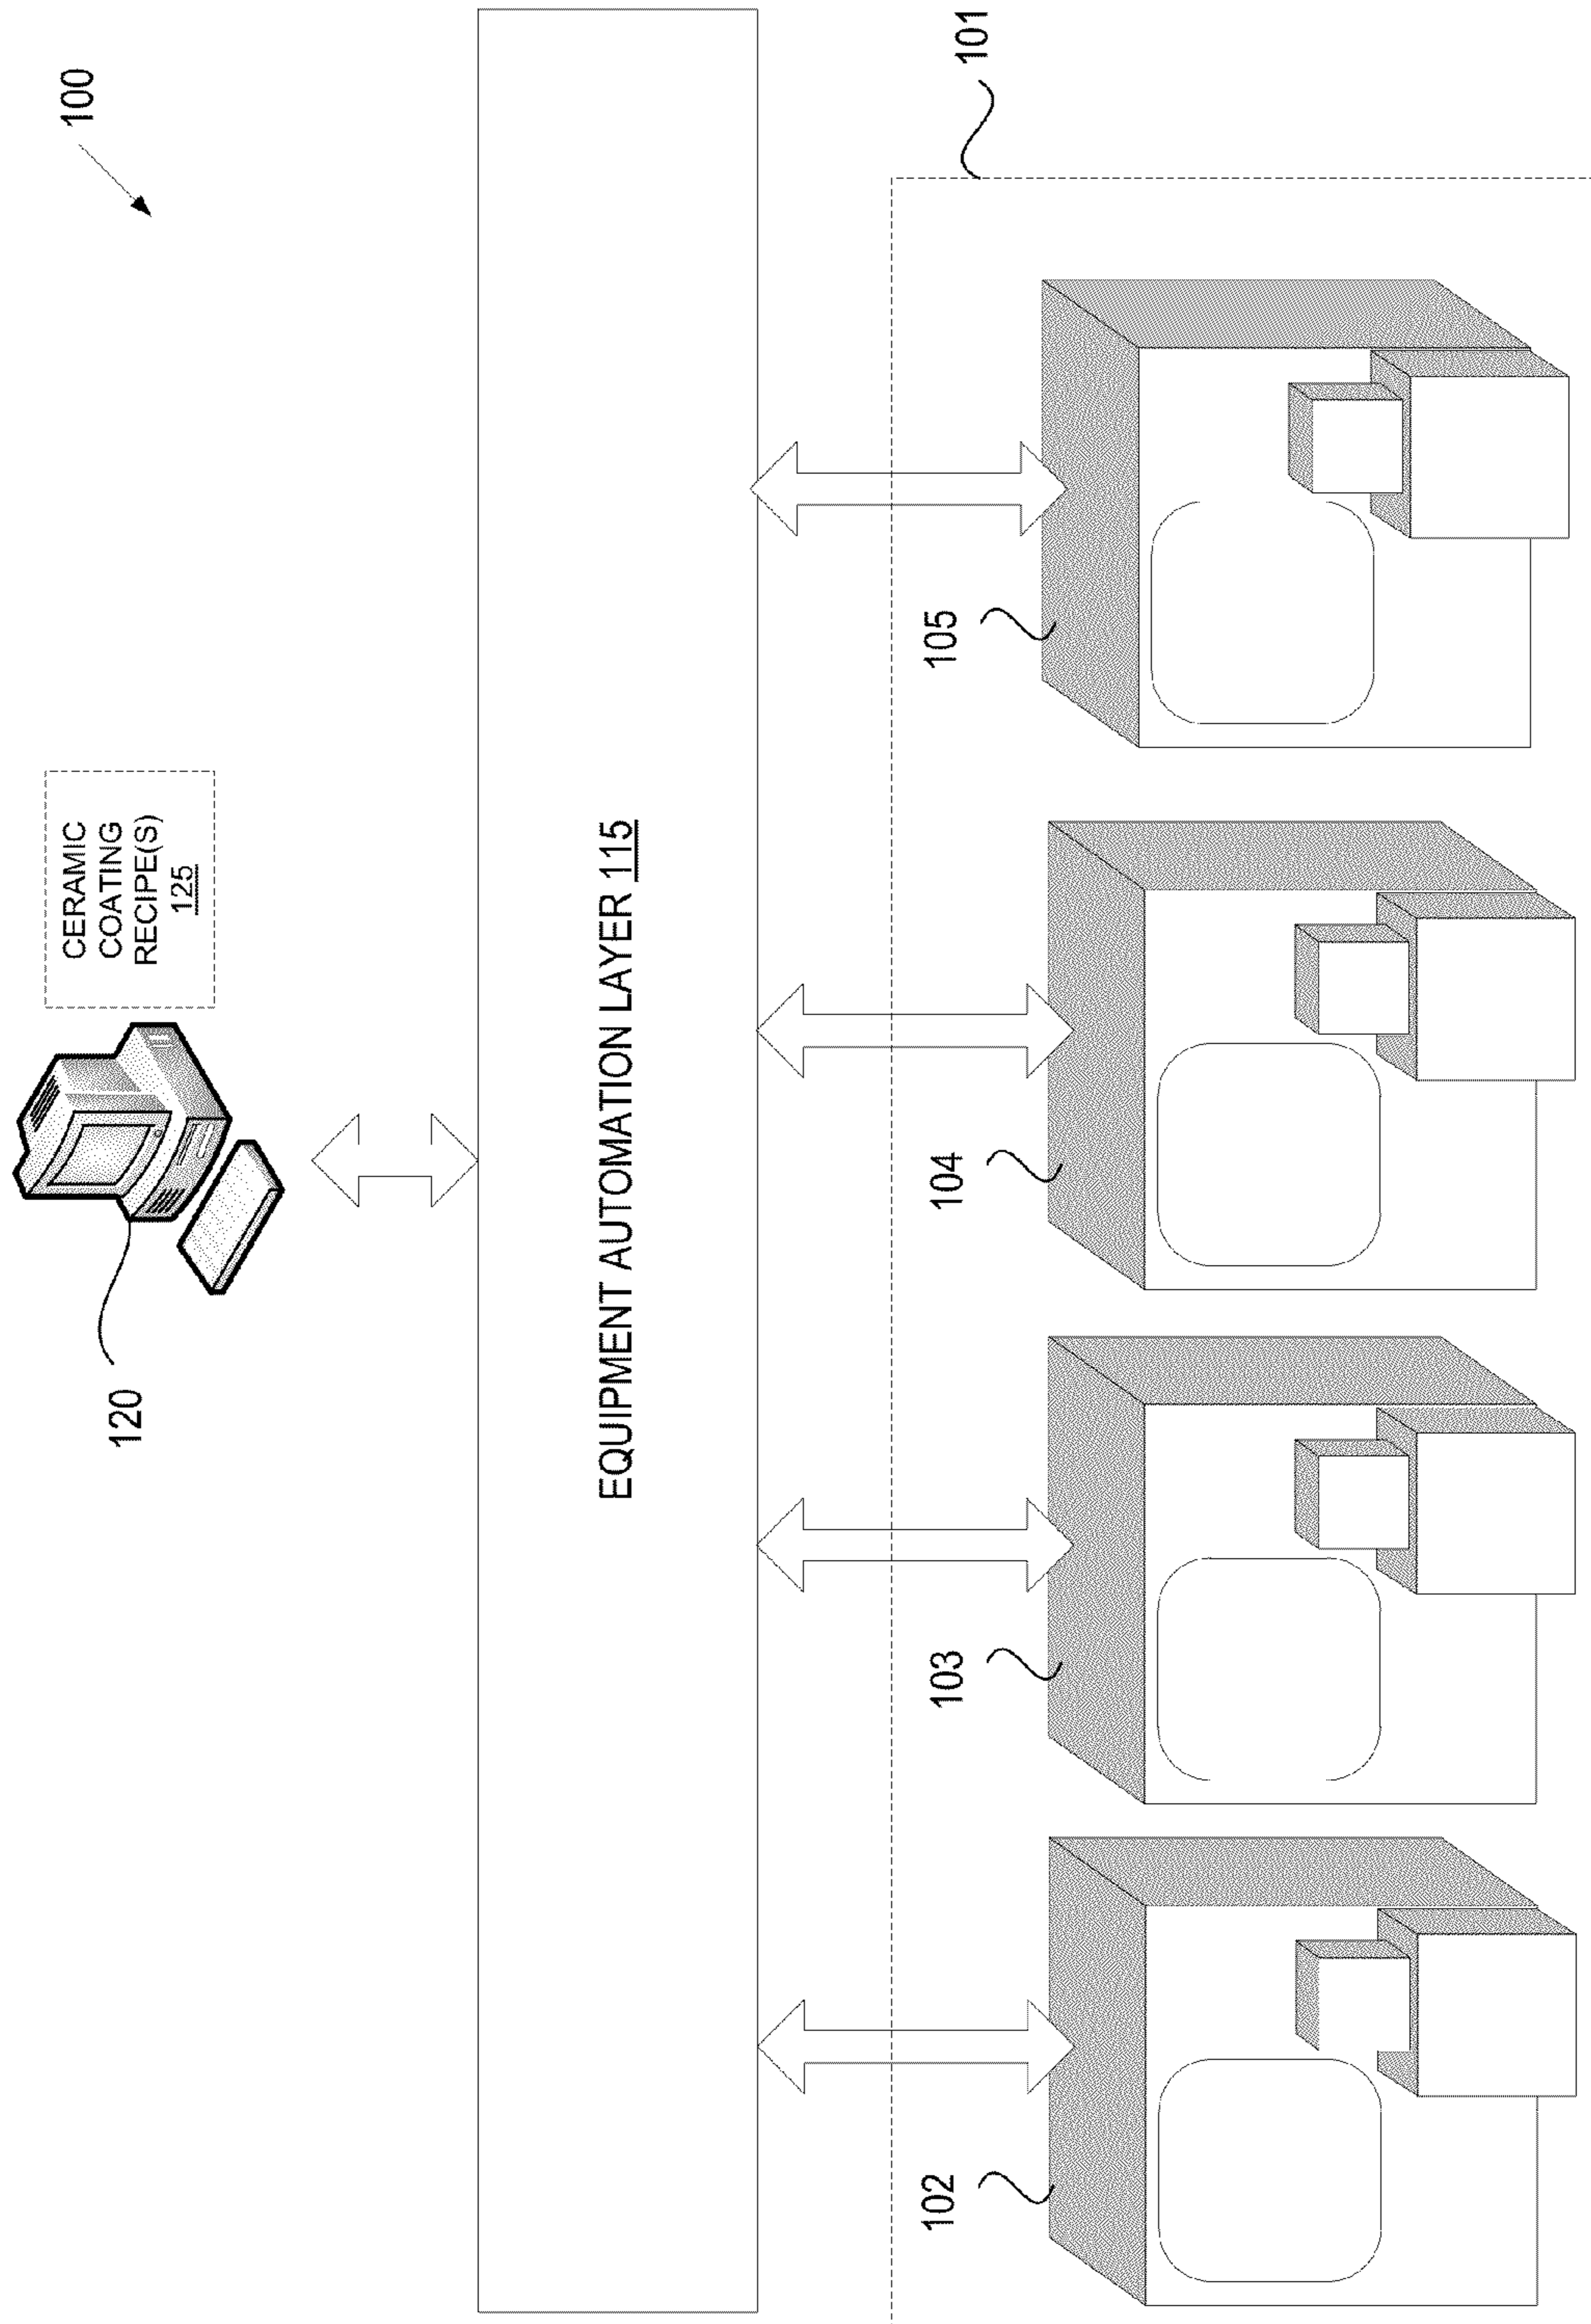 100
CERAMIC
COATING
RECIPE(S)
125
120
EQUIPMENT AUTOMATION LAYER 115
101
102
103
104
105